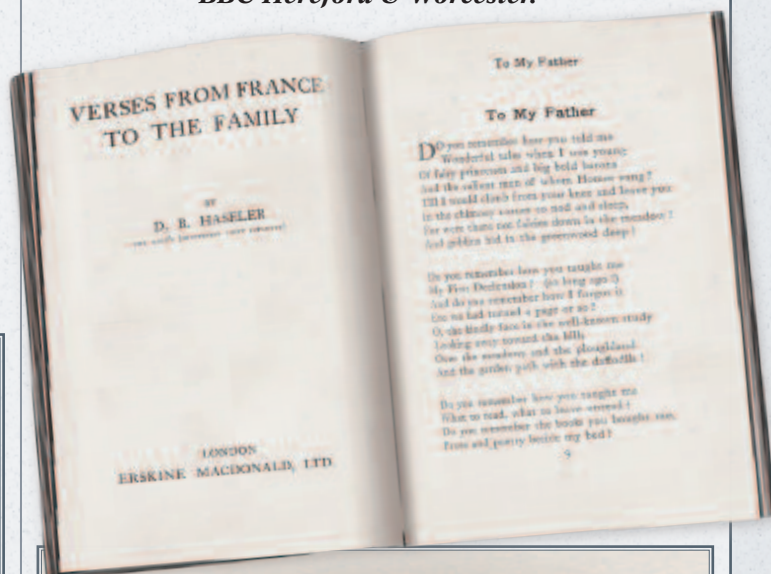 BBC Hereford & Worcester.
VERSES FROM FRANCE
TO THE FAMILY
BY
D. B. HASELER
LONDON
ERSKINE MACDONALD, LTD
To My Father
To My Father
DO you remember how you told me
Wonderful tales when I was young;
Of fairy princesses and big bold barons
And the valiant men of whom Homer sang?
Till I would climb from your knee and leave you
In the chimney corner to nod and sleep,
For were there not fairies down in the meadow?
And goblins hid in the greenwood deep!
Do you remember how you taught me
My First Declension? (so long ago!)
And do you remember how I forgot it
Ere we had turned a page or so?
O, the kindly face in the well-known study
Looking away toward the hills
Over the meadows and the ploughland
And the garden path with the daffodils!
Do you remember how you taught me
What to read, what to leave unread?
Do you remember the books you bought me,
Prose and poetry beside my bed?
9